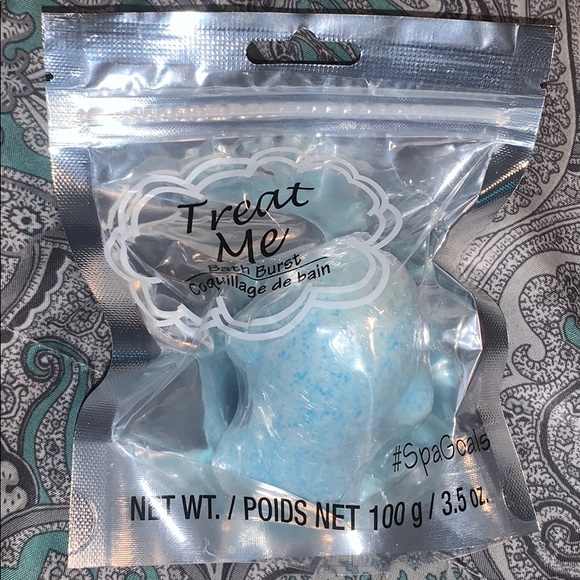 Treat
Me
Bath Burst
Coquillage de bain
#SpaGoals
NET WT. / POIDS NET 100 g / 3.5 oz.